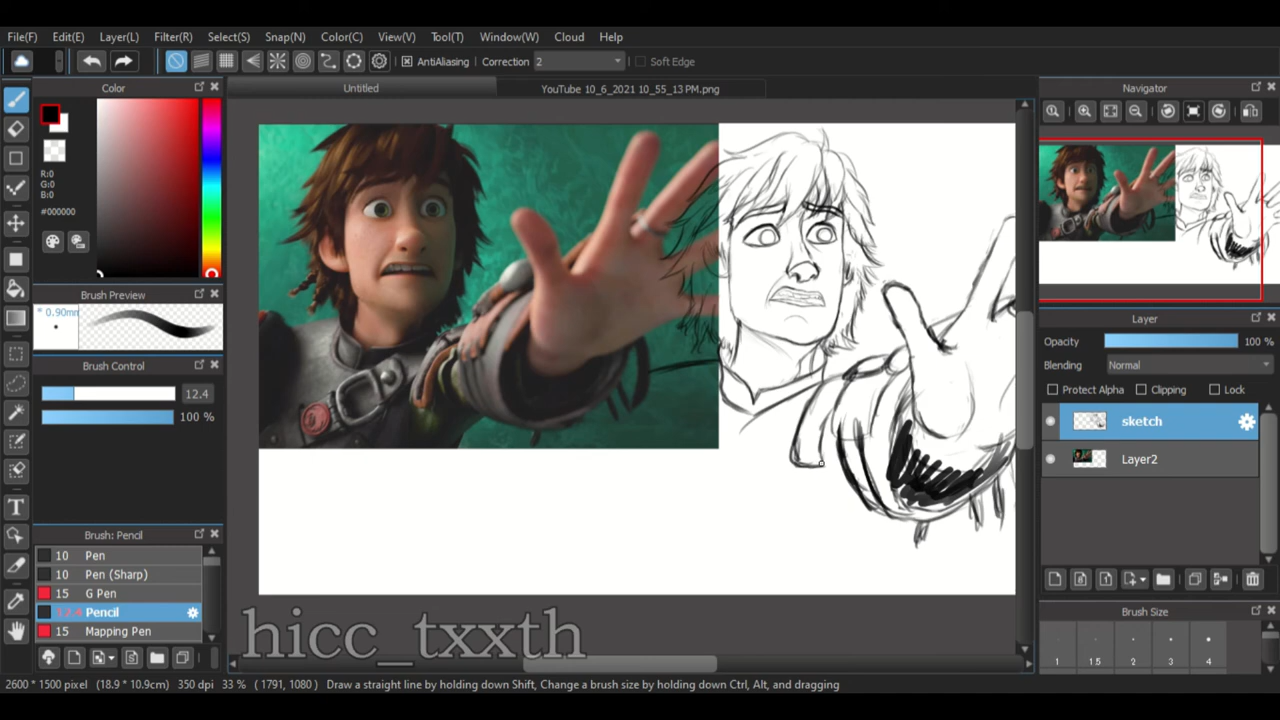 File(F) Edit(E) Layer(L) Filter(R) Select(S) Snap(N) Color(C) View(V) Tool(T) Window(W) Cloud Help
AntiAliasing Correction 2 Soft Edge
Color Untitled YouTube 10_6_2021 10_55_13 PM.png Navigator
R:0
G:0
B:0
#000000
Brush Preview
* 0.90mm
Brush Control
12.4
100 %
Brush: Pencil
10 Pen
10 Pen (Sharp)
15 G Pen
12.4 Pencil
15 Mapping Pen
Layer
Opacity 100 %
Blending Normal
Protect Alpha Clipping Lock
sketch
Layer2
Brush Size
1 1.5 2 3 4
hicc_txxth
2600 * 1500 pixel (18.9 * 10.9cm) 350 dpi 33 % ( 1791, 1080 ) Draw a straight line by holding down Shift, Change a brush size by holding down Ctrl, Alt, and dragging